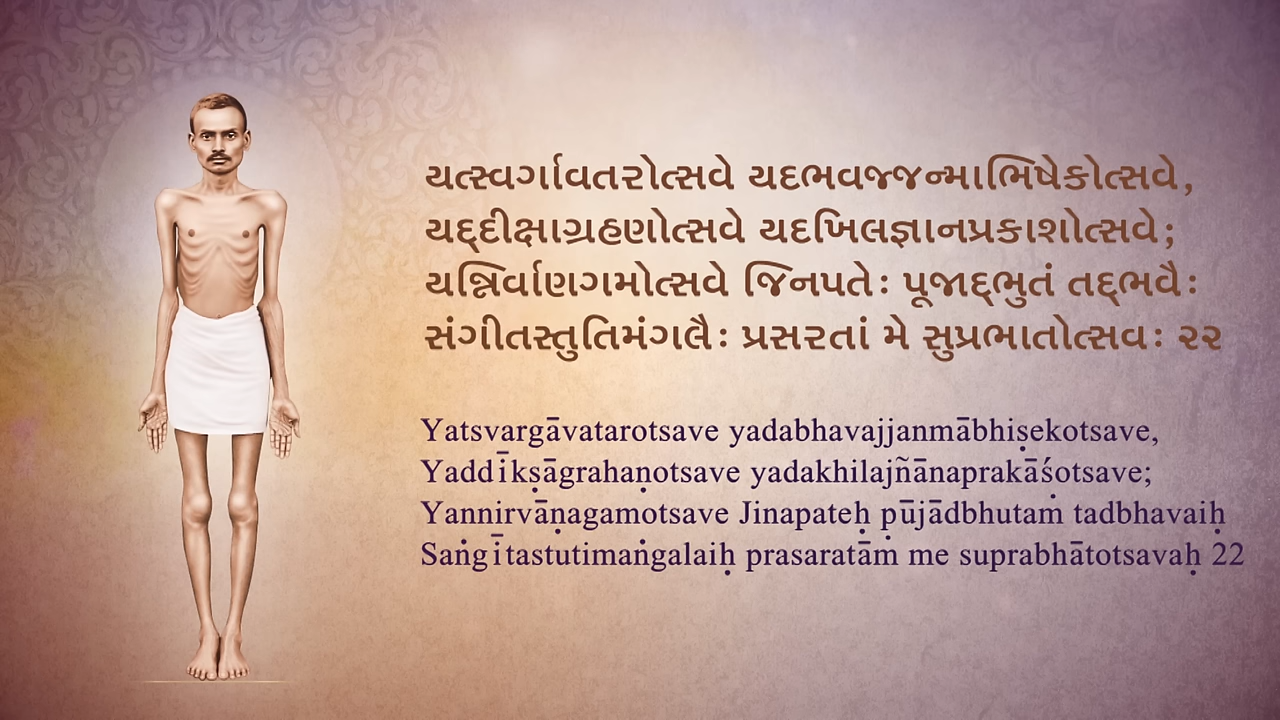 યત્સ્વર્ગાવતરોત્સવે યદભવજ્જન્માભિષેકોત્સવે,
યદ્દીક્ષાગ્રહણોત્સવે યદખિલજ્ઞાનપ્રકાશોત્સવે;
યન્નિર્વાણગમોત્સવે જિનપતેઃ પૂજાદ્ભુતં તદ્ભવૈઃ
સંગીતસ્તુતિમંગલૈઃ પ્રસરતાં મે સુપ્રભાતોત્સવઃ ૨૨
Yatsvargāvatarotsave yadabhavajjanmābhiṣekotsave,
Yaddīkṣāgrahaṇotsave yadakhilajñānaprakāśotsave;
Yannirvāṇagamotsave Jinapateḥ pūjādbhutaṁ tadbhavaiḥ
Saṅgītastutimaṅgalaiḥ prasaratāṁ me suprabhātotsavaḥ 22